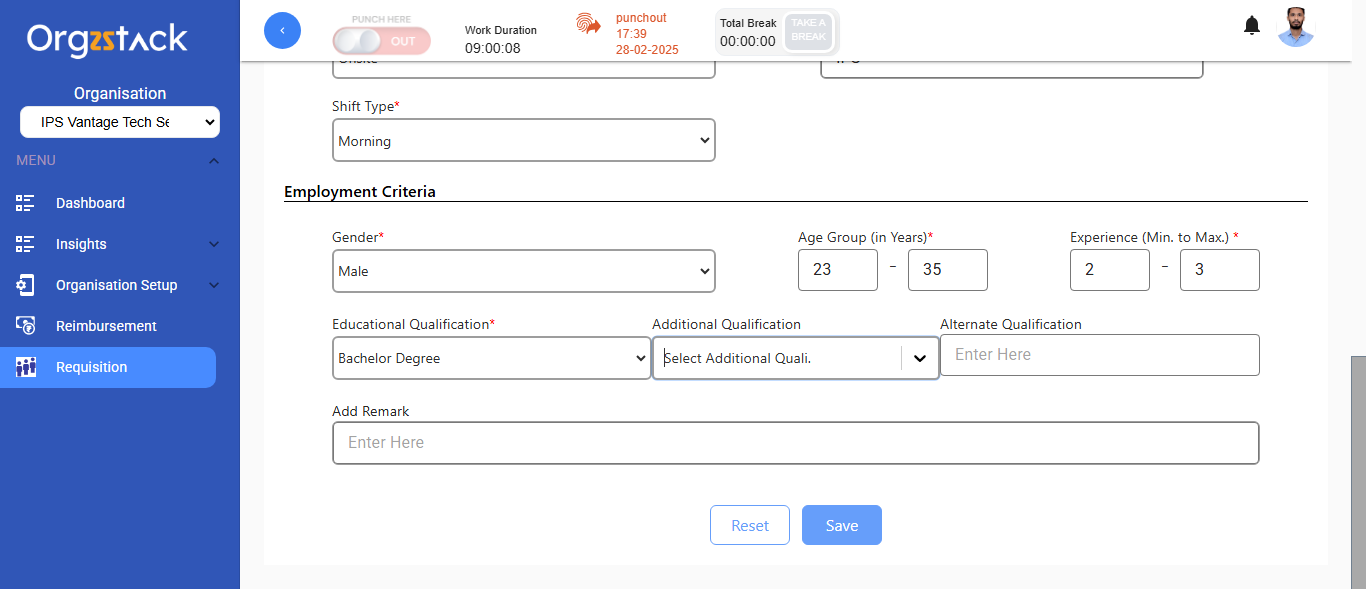 Orgzstack
Organisation
IPS Vantage Tech Se
MENU
Dashboard
Insights
Organisation Setup
Reimbursement
Requisition
PUNCH HERE
OUT
Work Duration
09:00:08
punchout
17:39
28-02-2025
Total Break
00:00:00
TAKE A
BREAK
Onsite
Shift Type*
Morning
Employment Criteria
Gender*
Male
Age Group (in Years)*
23 - 35
Experience (Min. to Max.) *
2 - 3
Educational Qualification*
Bachelor Degree
Additional Qualification
Select Additional Quali.
Alternate Qualification
Enter Here
Add Remark
Enter Here
Reset
Save